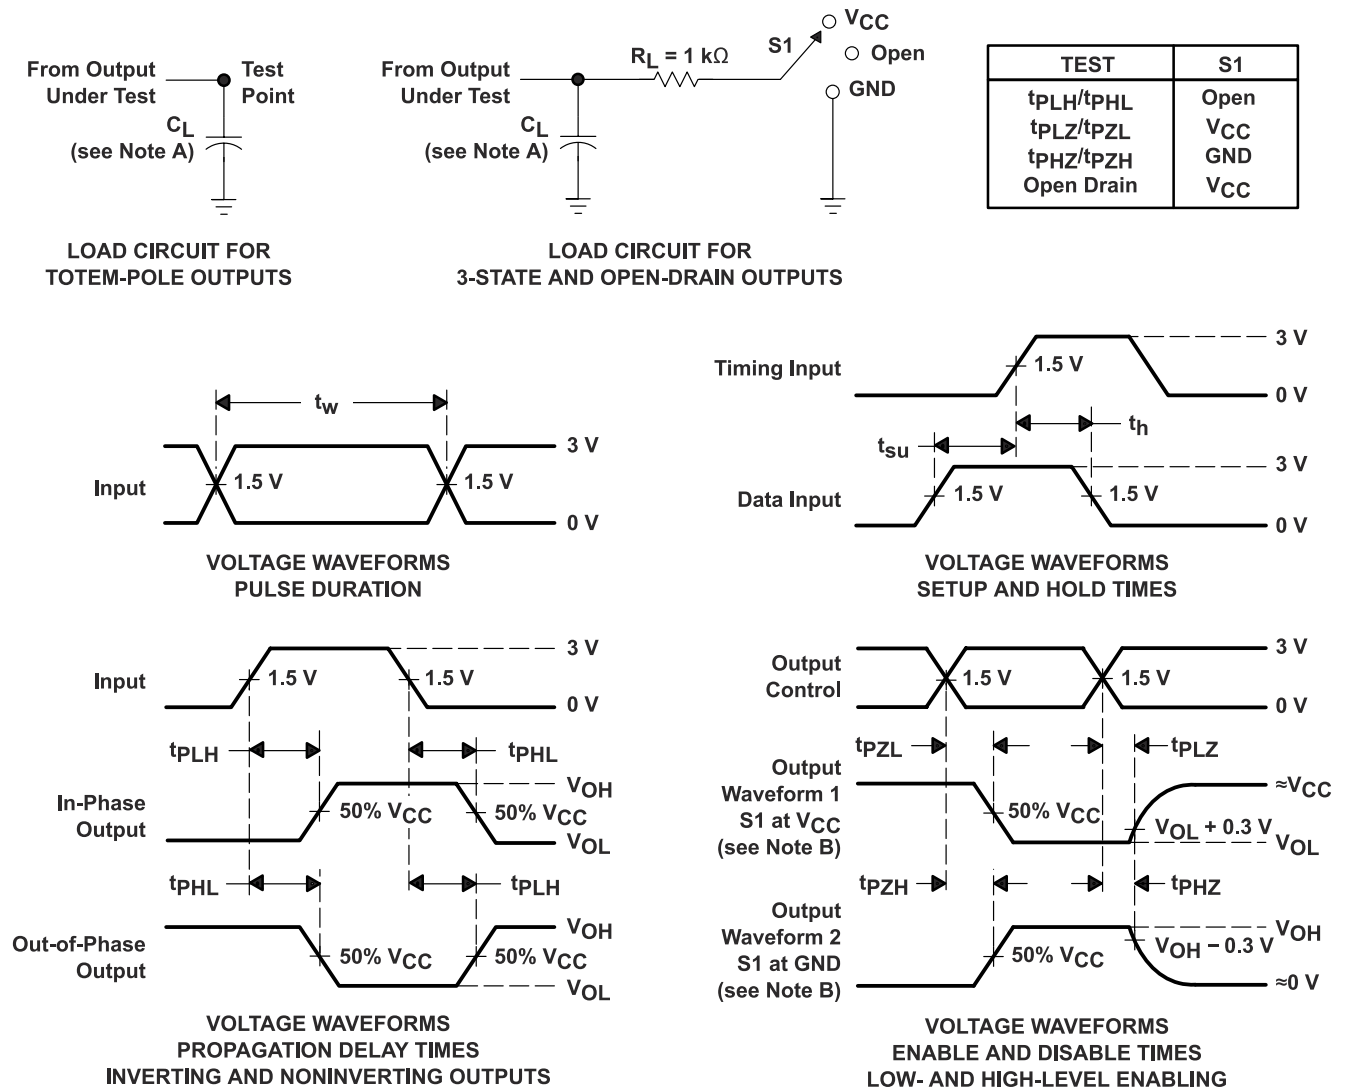 From Output
Under Test
Test
Point
CL
(see Note A)
LOAD CIRCUIT FOR
TOTEM-POLE OUTPUTS
From Output
Under Test
RL = 1 kΩ
S1
VCC
Open
GND
CL
(see Note A)
LOAD CIRCUIT FOR
3-STATE AND OPEN-DRAIN OUTPUTS
TEST S1
tPLH/tPHL Open
tPLZ/tPZL VCC
tPHZ/tPZH GND
Open Drain VCC
tw
Input
1.5 V
1.5 V
3 V
0 V
VOLTAGE WAVEFORMS
PULSE DURATION
Timing Input
1.5 V
3 V
0 V
tsu
th
Data Input
1.5 V
1.5 V
3 V
0 V
VOLTAGE WAVEFORMS
SETUP AND HOLD TIMES
Input
1.5 V
1.5 V
3 V
0 V
tPLH
tPHL
In-Phase
Output
50% VCC
50% VCC
VOH
VOL
tPHL
tPLH
Out-of-Phase
Output
50% VCC
50% VCC
VOH
VOL
VOLTAGE WAVEFORMS
PROPAGATION DELAY TIMES
INVERTING AND NONINVERTING OUTPUTS
Output
Control
1.5 V
1.5 V
3 V
0 V
tPZL
tPLZ
Output
Waveform 1
S1 at VCC
(see Note B)
50% VCC
VOL + 0.3 V
≈VCC
VOL
tPZH
tPHZ
Output
Waveform 2
S1 at GND
(see Note B)
50% VCC
VOH − 0.3 V
VOH
≈0 V
VOLTAGE WAVEFORMS
ENABLE AND DISABLE TIMES
LOW- AND HIGH-LEVEL ENABLING